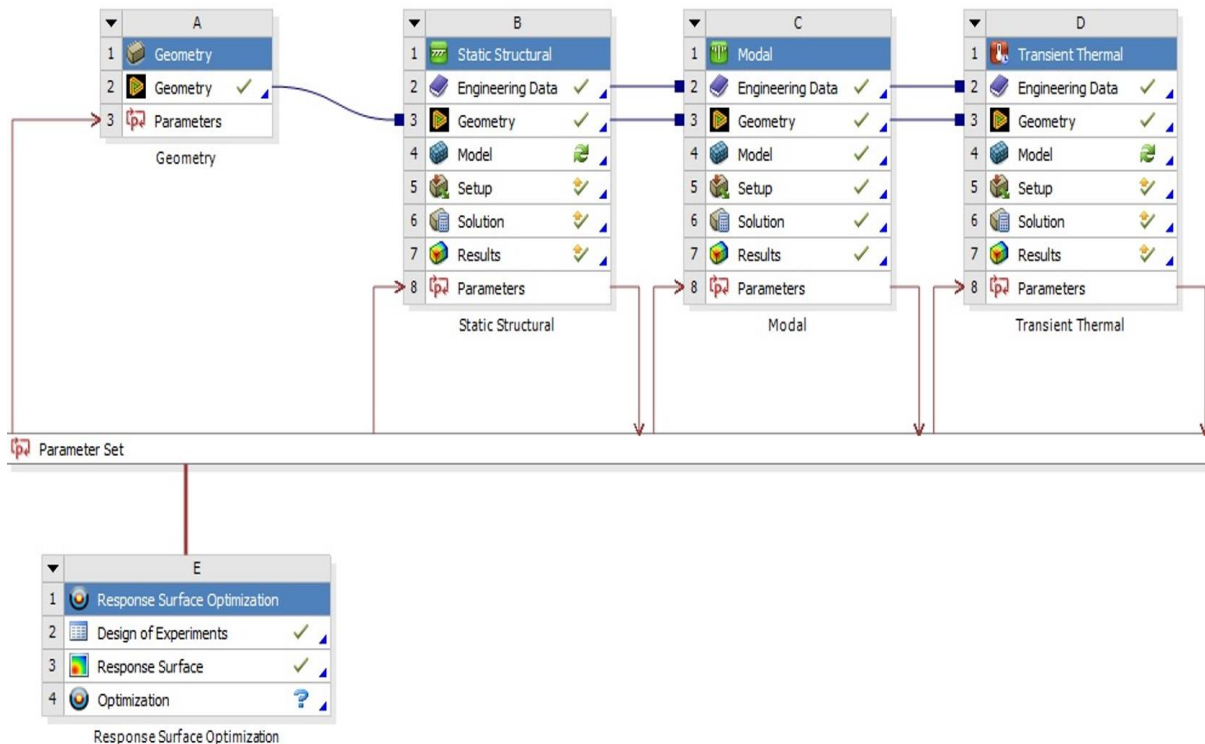 A
1 Geometry
2 Geometry
3 Parameters
Geometry
B
1 Static Structural
2 Engineering Data
3 Geometry
4 Model
5 Setup
6 Solution
7 Results
8 Parameters
Static Structural
C
1 Modal
2 Engineering Data
3 Geometry
4 Model
5 Setup
6 Solution
7 Results
8 Parameters
Modal
D
1 Transient Thermal
2 Engineering Data
3 Geometry
4 Model
5 Setup
6 Solution
7 Results
8 Parameters
Transient Thermal
Parameter Set
E
1 Response Surface Optimization
2 Design of Experiments
3 Response Surface
4 Optimization ?
Response Surface Optimization